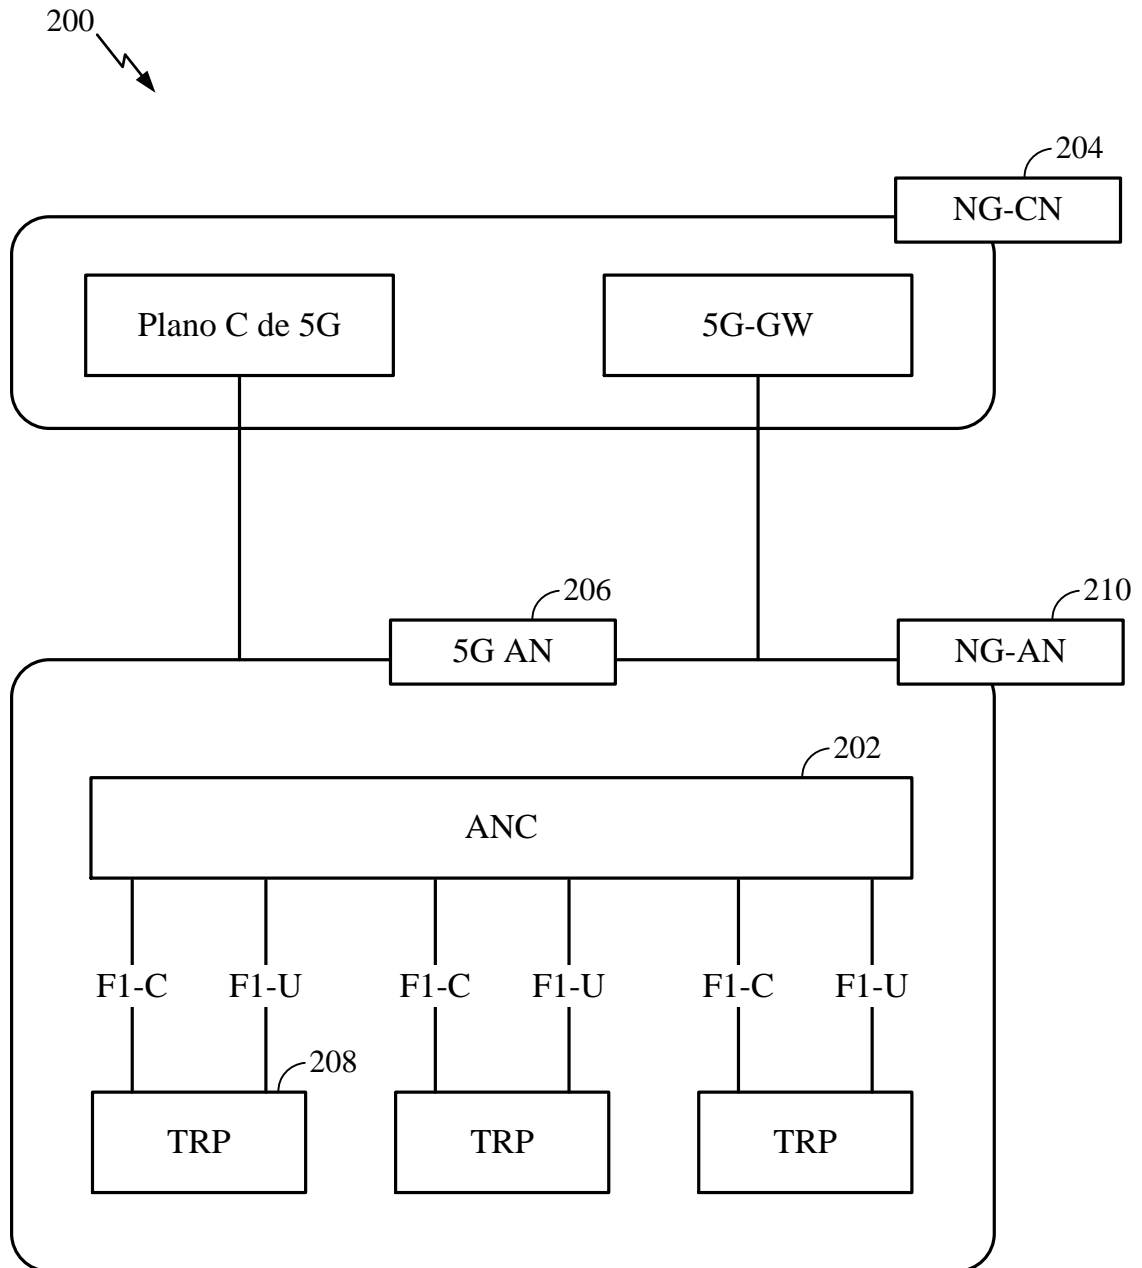 200
204
NG-CN
Plano C de 5G
5G-GW
206
210
5G AN
NG-AN
202
ANC
F1-C
F1-U
F1-C
F1-U
F1-C
F1-U
208
TRP
TRP
TRP